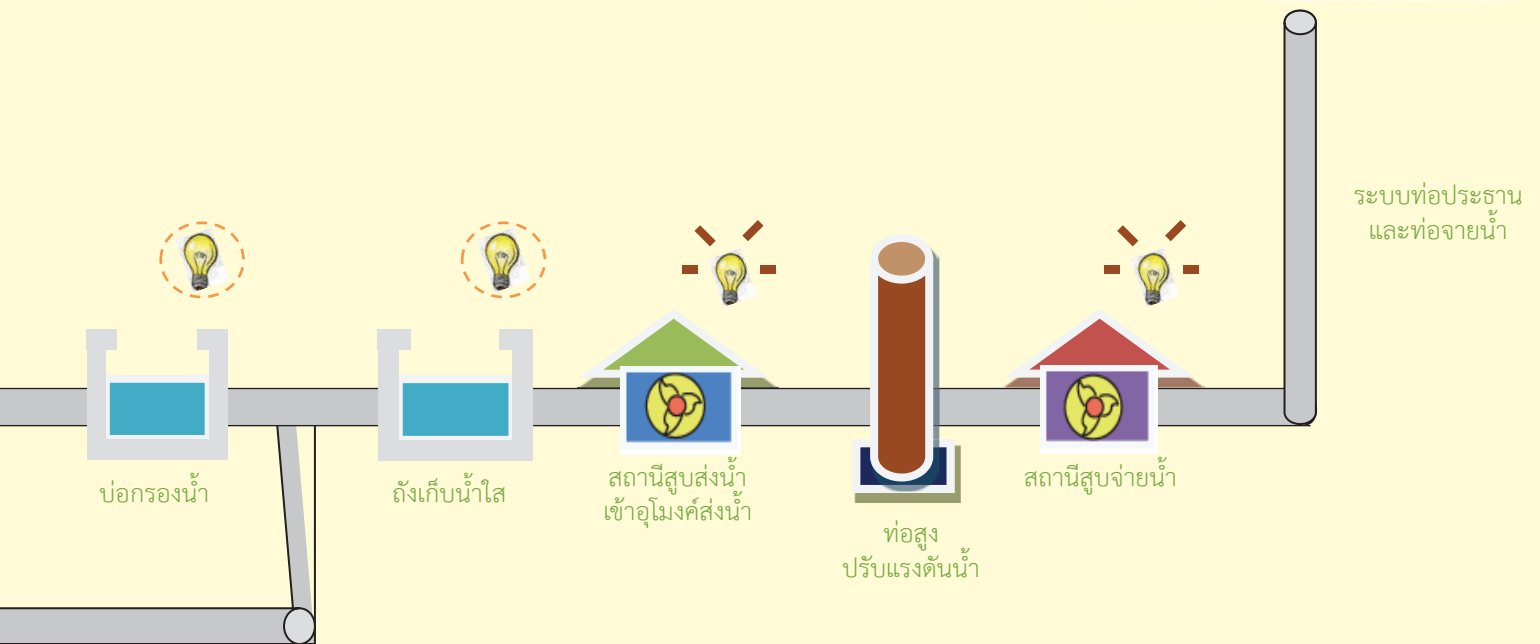 ระบบท่อประธาน
และท่อจายน้ำ
บ่อกรองน้ำ
ถังเก็บน้ำใส
สถานีสูบส่งน้ำ
เข้าอุโมงค์ส่งน้ำ
ท่อสูง
ปรับแรงดันน้ำ
สถานีสูบจ่ายน้ำ